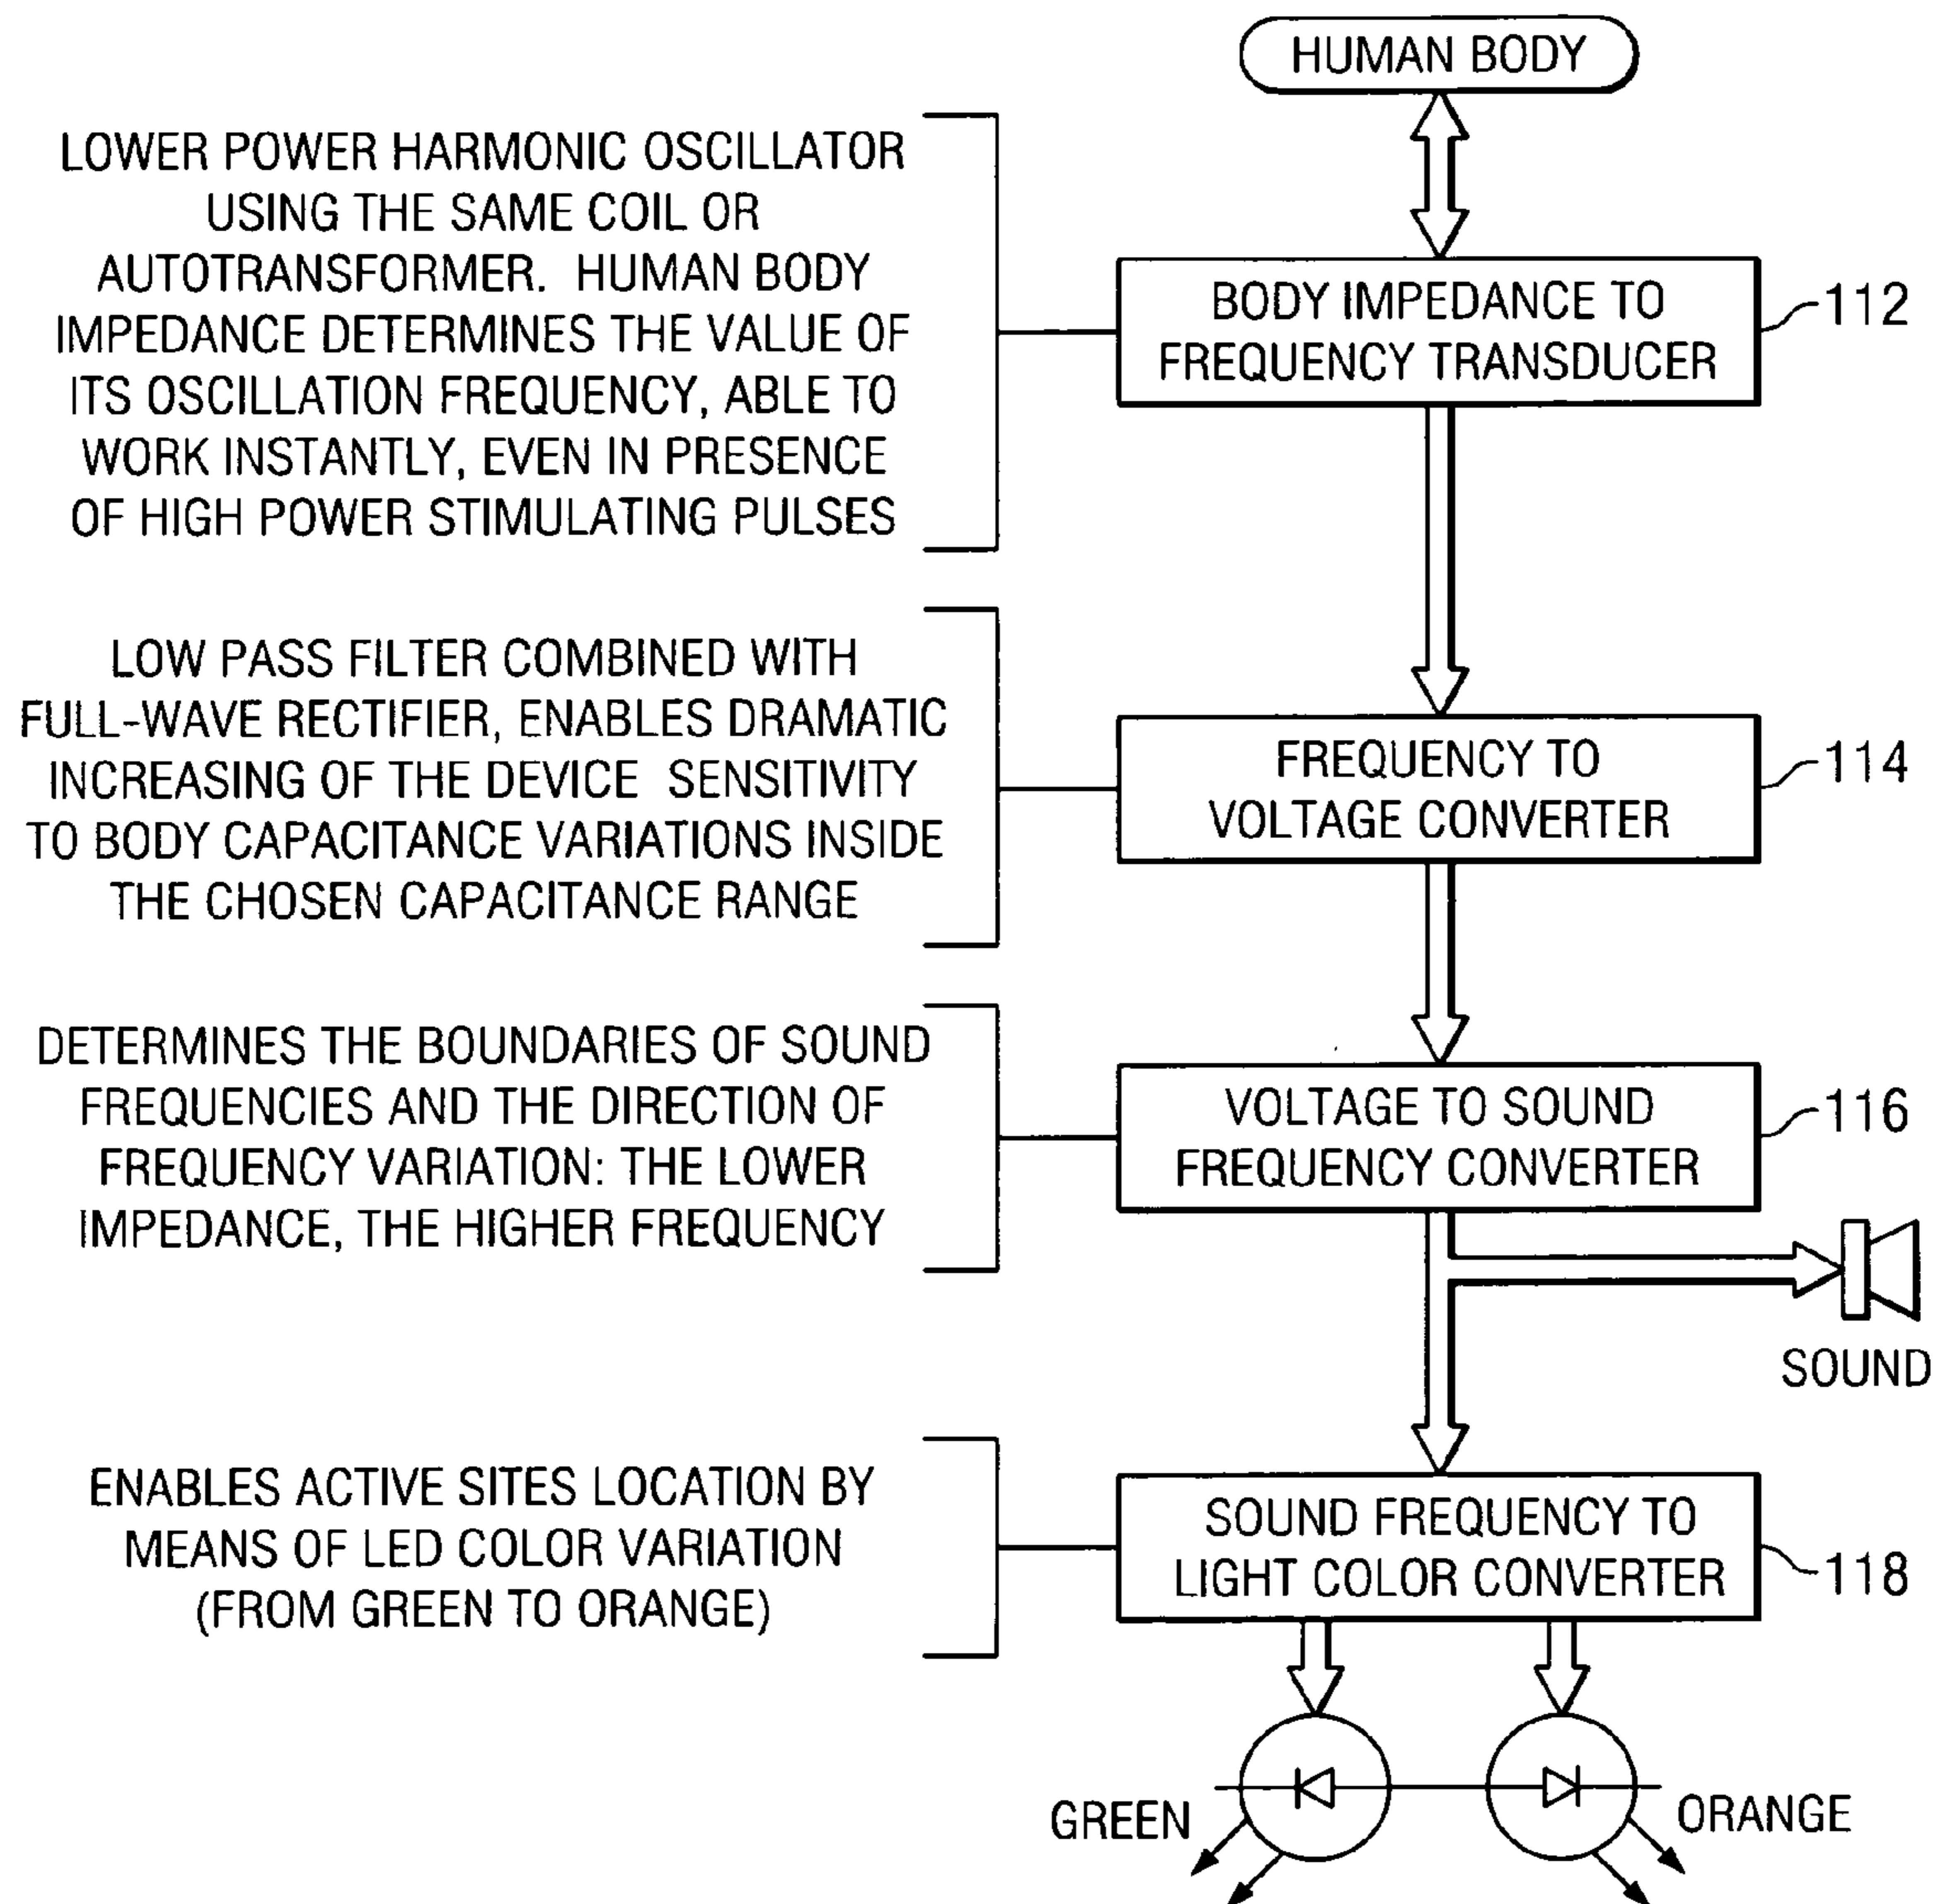 HUMAN BODY
LOWER POWER HARMONIC OSCILLATOR
USING THE SAME COIL OR
AUTOTRANSFORMER. HUMAN BODY
IMPEDANCE DETERMINES THE VALUE OF
ITS OSCILLATION FREQUENCY, ABLE TO
WORK INSTANTLY, EVEN IN PRESENCE
OF HIGH POWER STIMULATING PULSES
BODY IMPEDANCE TO
FREQUENCY TRANSDUCER
112
LOW PASS FILTER COMBINED WITH
FULL-WAVE RECTIFIER, ENABLES DRAMATIC
INCREASING OF THE DEVICE SENSITIVITY
TO BODY CAPACITANCE VARIATIONS INSIDE
THE CHOSEN CAPACITANCE RANGE
FREQUENCY TO
VOLTAGE CONVERTER
114
DETERMINES THE BOUNDARIES OF SOUND
FREQUENCIES AND THE DIRECTION OF
FREQUENCY VARIATION: THE LOWER
IMPEDANCE, THE HIGHER FREQUENCY
VOLTAGE TO SOUND
FREQUENCY CONVERTER
116
SOUND
ENABLES ACTIVE SITES LOCATION BY
MEANS OF LED COLOR VARIATION
(FROM GREEN TO ORANGE)
SOUND FREQUENCY TO
LIGHT COLOR CONVERTER
118
GREEN
ORANGE